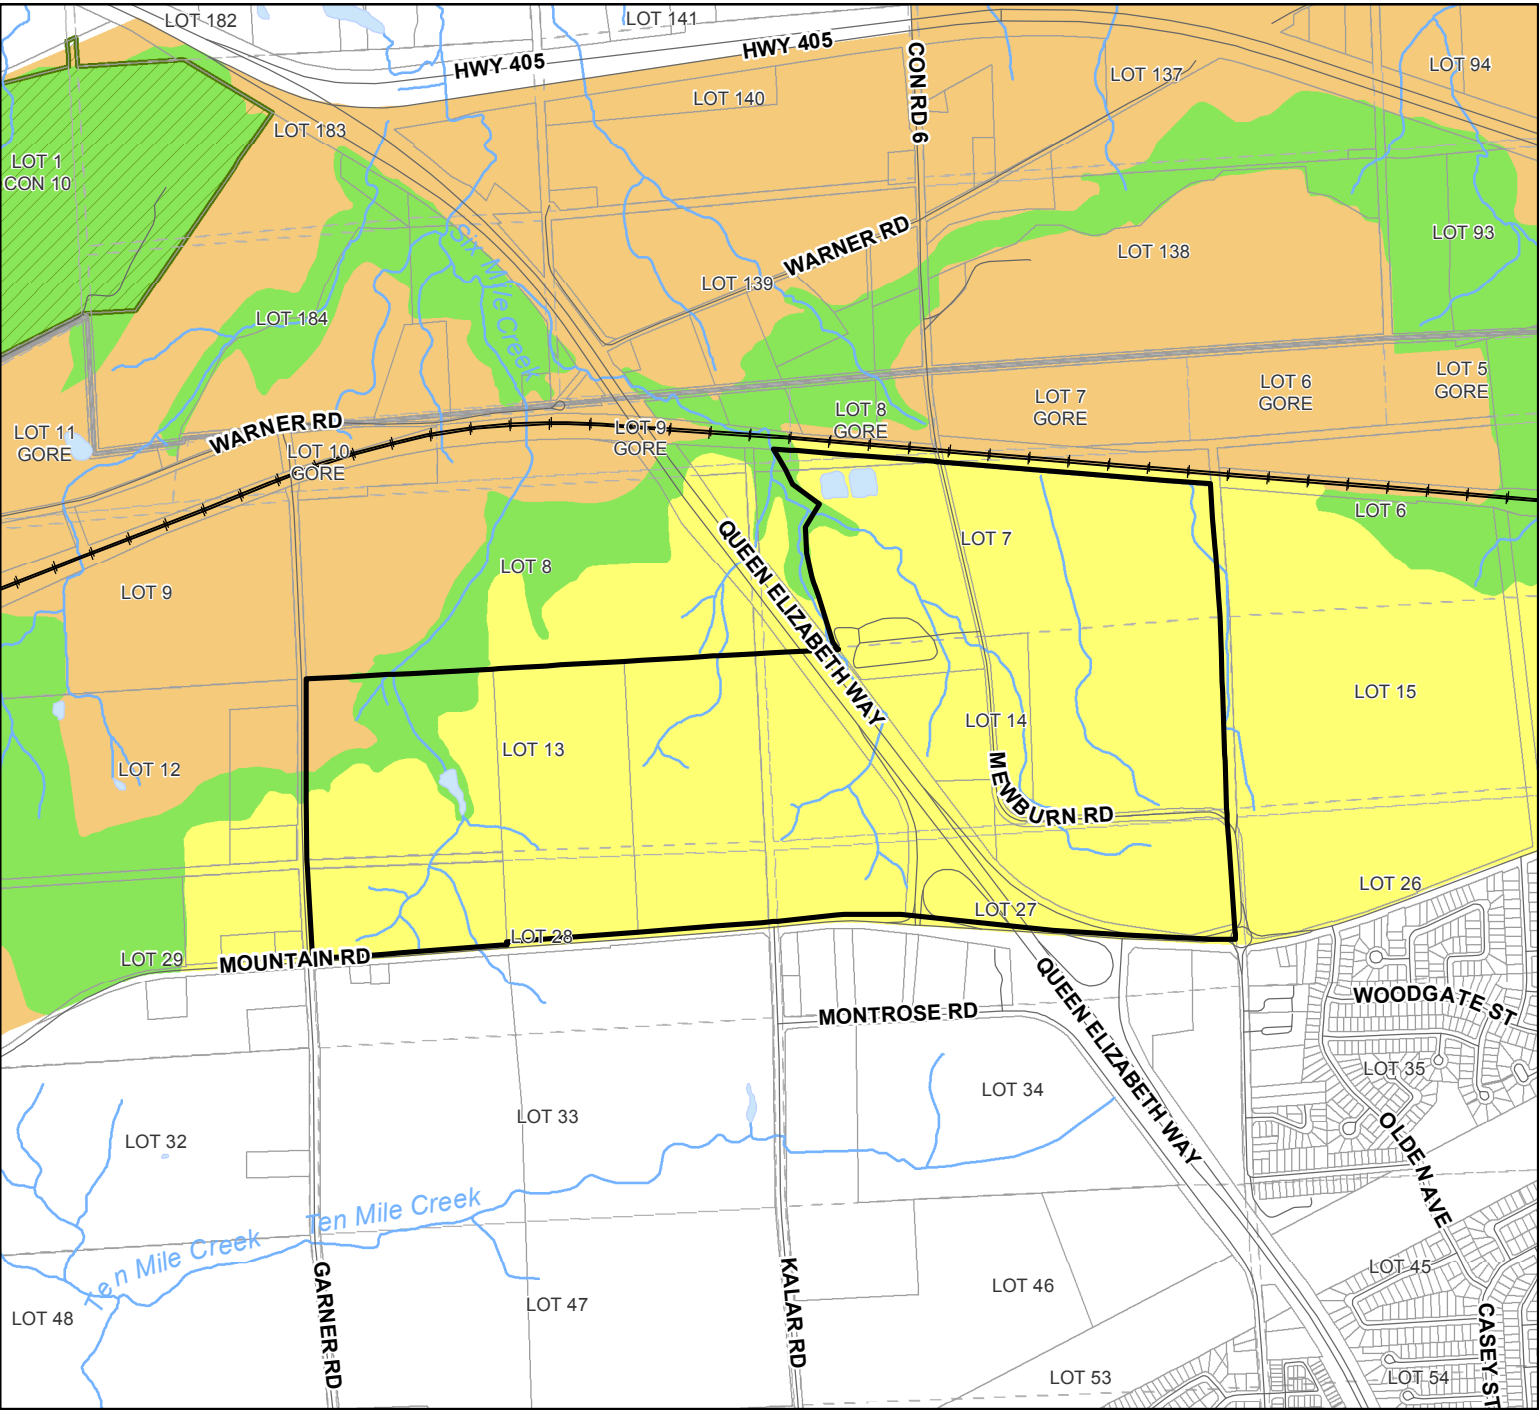 LOT 182
LOT 141
HWY 405
HWY 405
CON RD 6
LOT 137
LOT 94
LOT 140
LOT 183
LOT 1
CON 10
WARNER RD
LOT 93
LOT 138
Six Mile Creek
LOT 139
LOT 184
LOT 5
GORE
LOT 6
GORE
LOT 7
GORE
LOT 8
GORE
LOT 9
GORE
WARNER RD
LOT 11
GORE
LOT 10
GORE
LOT 6
LOT 7
QUEEN ELIZABETH WAY
LOT 8
LOT 9
LOT 15
LOT 14
LOT 13
LOT 12
MEWBURN RD
LOT 26
LOT 27
LOT 28
LOT 29
MOUNTAIN RD
QUEEN ELIZABETH WAY
WOODGATE ST
MONTROSE RD
LOT 35
LOT 34
LOT 33
LOT 32
OLDEN AVE
Ten Mile Creek
Ten Mile Creek
GARNER RD
KALAR RD
LOT 45
LOT 46
LOT 47
LOT 48
CASEY ST
LOT 53
LOT 54